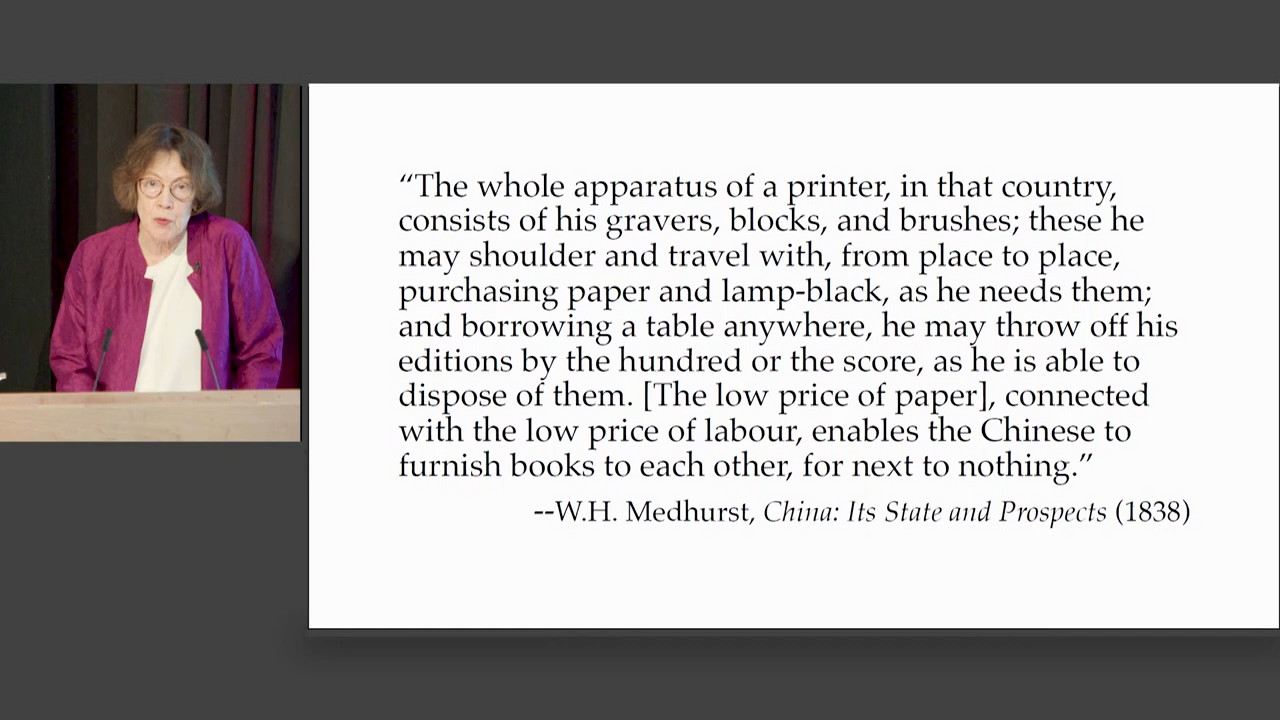 “The whole apparatus of a printer, in that country,
consists of his gravers, blocks, and brushes; these he
may shoulder and travel with, from place to place,
purchasing paper and lamp-black, as he needs them;
and borrowing a table anywhere, he may throw off his
editions by the hundred or the score, as he is able to
dispose of them. [The low price of paper], connected
with the low price of labour, enables the Chinese to
furnish books to each other, for next to nothing.”
--W.H. Medhurst, China: Its State and Prospects (1838)